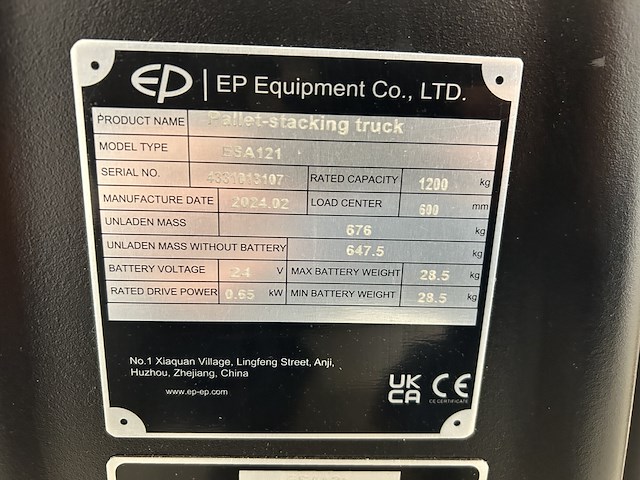 EP | EP Equipment Co., LTD.
PRODUCT NAME Pallet-stacking truck
MODEL TYPE ESA121
SERIAL NO. RATED CAPACITY 1200 kg
MANUFACTURE DATE 2024.02 LOAD CENTER 600 mm
UNLADEN MASS 676 kg
UNLADEN MASS WITHOUT BATTERY 647.5 kg
BATTERY VOLTAGE 24 V MAX BATTERY WEIGHT 28.5 kg
RATED DRIVE POWER 0.65 kW MIN BATTERY WEIGHT 28.5 kg
No.1 Xiaquan Village, Lingfeng Street, Anji,
Huzhou, Zhejiang, China
www.ep-ep.com
UK
CA CE
CE CERTIFICATE